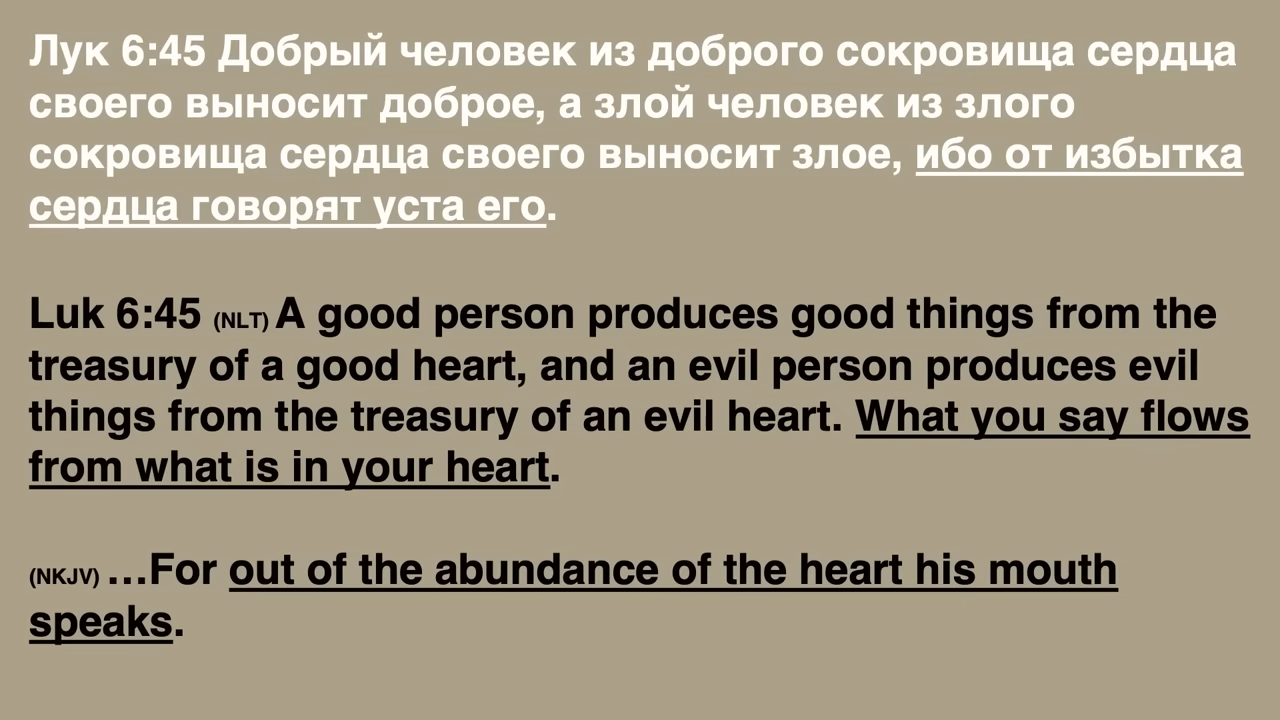 Лук 6:45 Добрый человек из доброго сокровища сердца
своего выносит доброе, а злой человек из злого
сокровища сердца своего выносит злое, ибо от избытка
сердца говорят уста его.
Luk 6:45 (NLT) A good person produces good things from the
treasury of a good heart, and an evil person produces evil
things from the treasury of an evil heart. What you say flows
from what is in your heart.
(NKJV) …For out of the abundance of the heart his mouth
speaks.